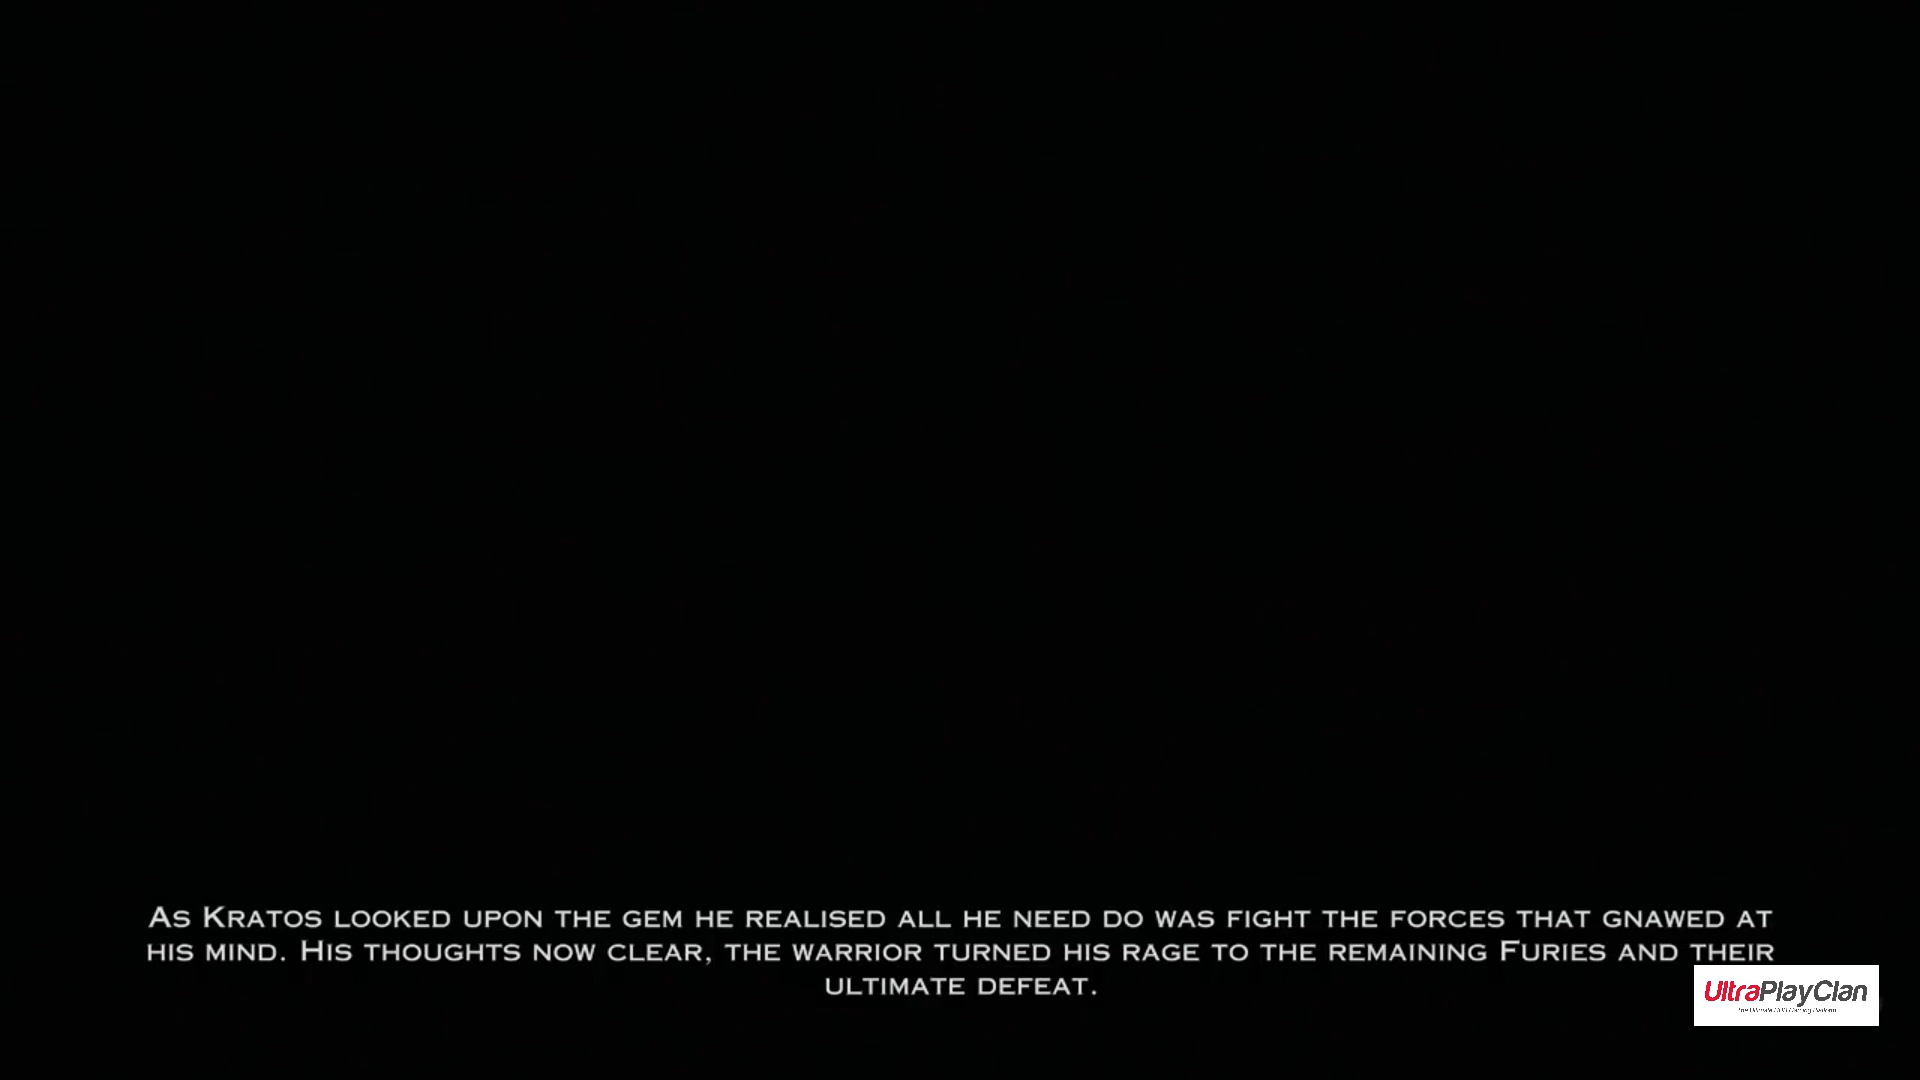 As Kratos looked upon the gem he realised all he need do was fight the forces that gnawed at
his mind. His thoughts now clear, the warrior turned his rage to the remaining Furies and their
ultimate defeat.
UltraPlayClan